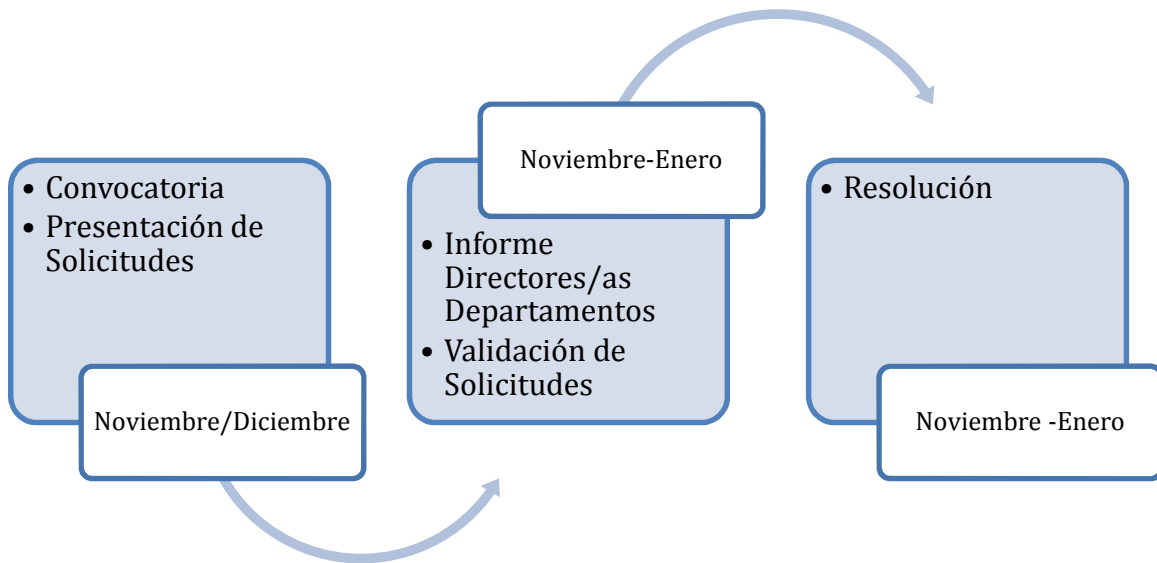 • Convocatoria
• Presentación de
Solicitudes
Noviembre/Diciembre
Noviembre-Enero
• Informe
Directores/as
Departamentos
• Validación de
Solicitudes
• Resolución
Noviembre -Enero